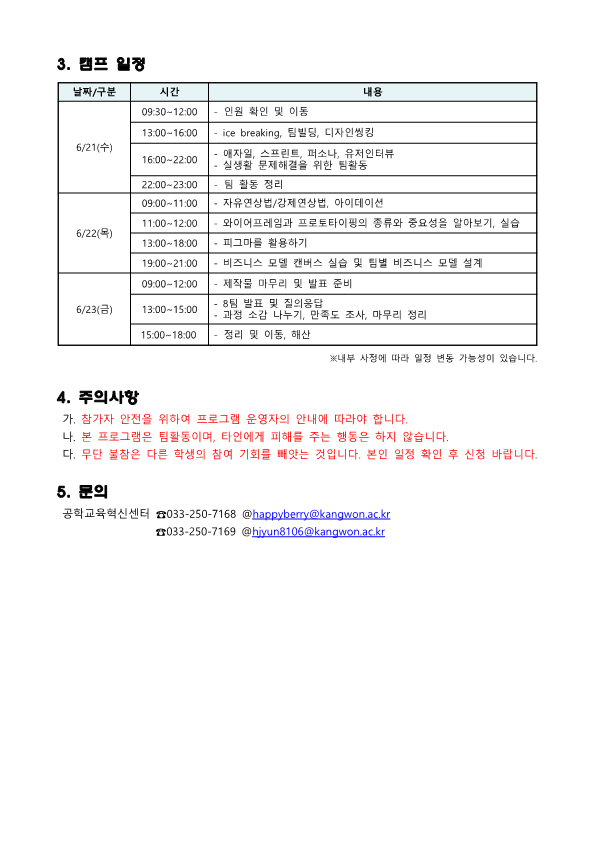 3. 캠프 일정
날짜/구분 시간 내용
6/21(수)
09:30~12:00 - 인원 확인 및 이동
13:00~16:00 - ice breaking, 팀빌딩, 디자인씽킹
16:00~22:00 - 애자일, 스프린트, 퍼소나, 유저인터뷰
- 실생활 문제해결을 위한 팀활동
22:00~23:00 - 팀 활동 정리
6/22(목)
09:00~11:00 - 자유연상법/강제연상법, 아이데이션
11:00~12:00 - 와이어프레임과 프로토타이핑의 종류와 중요성을 알아보기, 실습
13:00~18:00 - 피그마를 활용하기
19:00~21:00 - 비즈니스 모델 캔버스 실습 및 팀별 비즈니스 모델 설계
6/23(금)
09:00~12:00 - 제작물 마무리 및 발표 준비
13:00~15:00 - 8팀 발표 및 질의응답
- 과정 소감 나누기, 만족도 조사, 마무리 정리
15:00~18:00 - 정리 및 이동, 해산
※내부 사정에 따라 일정 변동 가능성이 있습니다.
4. 주의사항
가. 참가자 안전을 위하여 프로그램 운영자의 안내에 따라야 합니다.
나. 본 프로그램은 팀활동이며, 타언에게 피해를 주는 행동은 하지 않습니다.
다. 무단 불참은 다른 학생의 참여 기회를 빼앗는 것입니다. 본인 일정 확인 후 신청 바랍니다.
5. 문의
공학교육혁신센터 ☎033-250-7168 @happyberry@kangwon.ac.kr
☎033-250-7169 @hjyun8106@kangwon.ac.kr